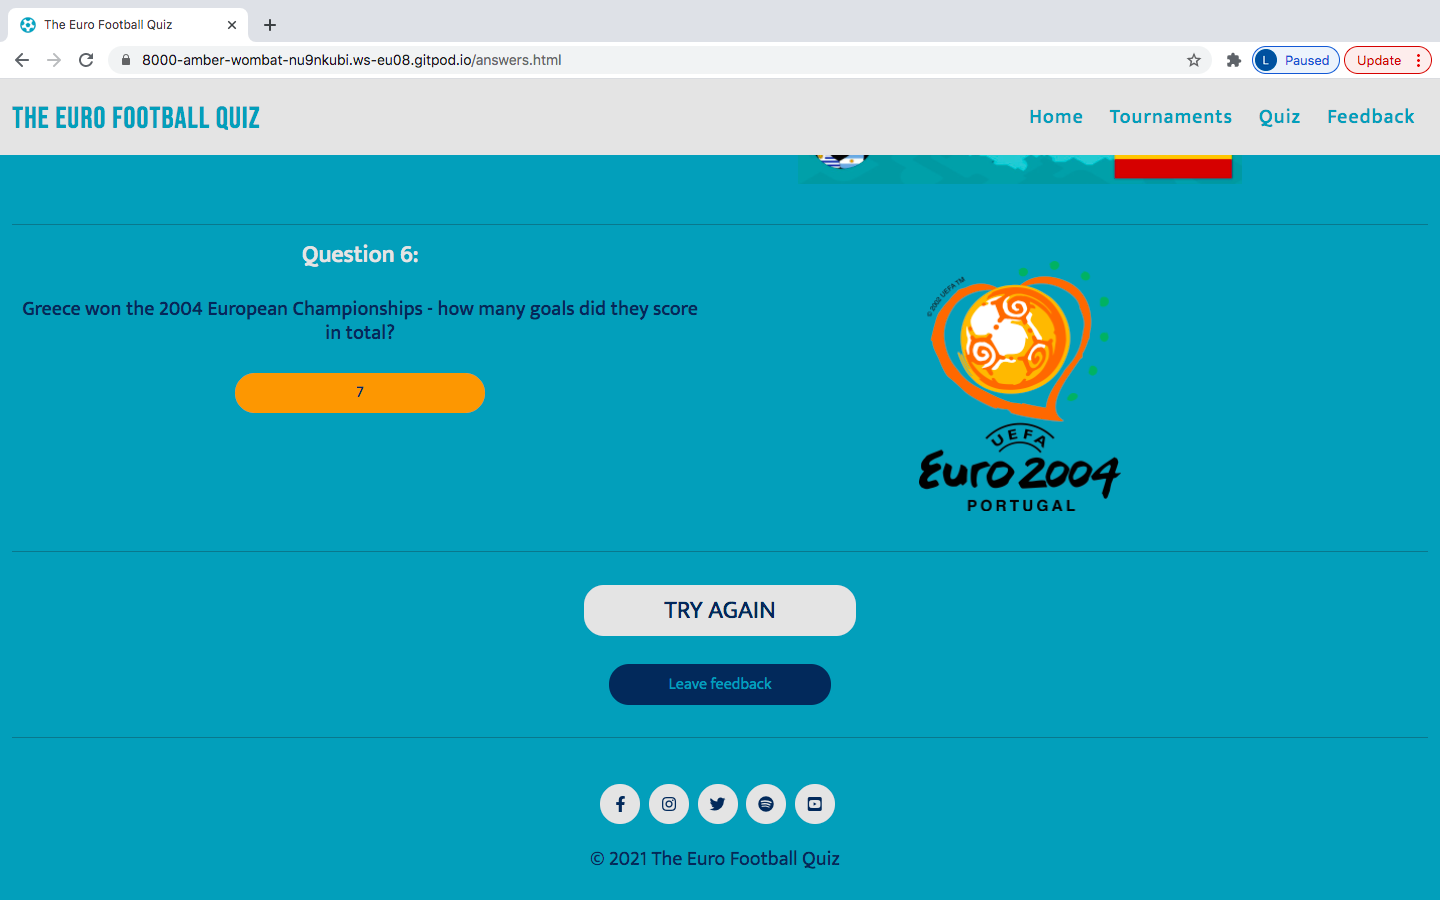 The Euro Football Quiz
8000-amber-wombat-nu9nkubi.ws-eu08.gitpod.io/answers.html
L Paused
Update
THE EURO FOOTBALL QUIZ
Home Tournaments Quiz Feedback
Question 6:
Greece won the 2004 European Championships - how many goals did they score
in total?
7
© 2002 UEFA TM
UEFA
Euro 2004
PORTUGAL
TRY AGAIN
Leave feedback
© 2021 The Euro Football Quiz